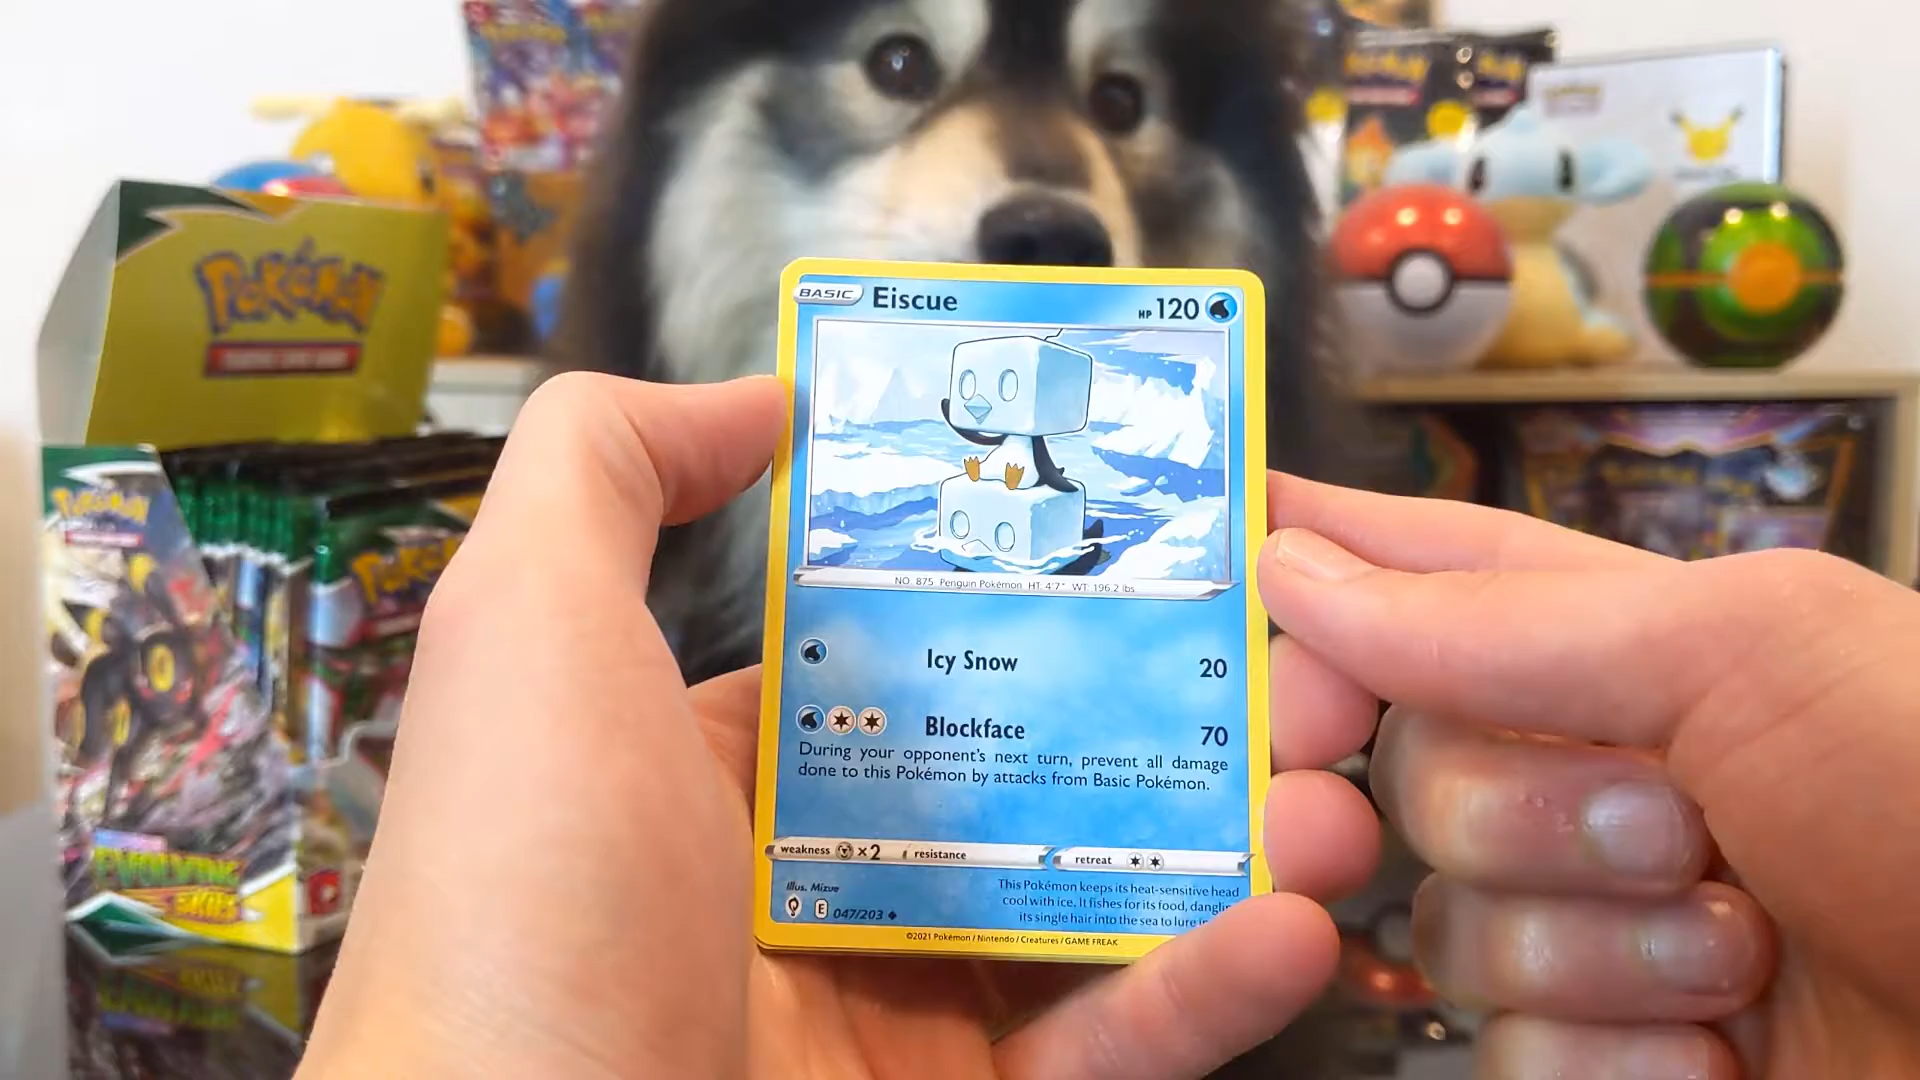 BASIC Eiscue HP 120
NO. 875 Penguin Pokémon HT: 4'7" WT: 196.2 lbs
Icy Snow 20
Blockface 70
During your opponent's next turn, prevent all damage
done to this Pokémon by attacks from Basic Pokémon.
weakness ×2 resistance retreat
Illus. Mizue
This Pokémon keeps its heat-sensitive head
cool with ice. It fishes for its food,
its single hair into the sea to lure
E 047/203
©2021 Pokémon / Nintendo / Creatures / GAME FREAK
Pokémon
TRADING CARD GAME
Pokémon
EVOLVING
SKIES
Pokémon
Pokémon